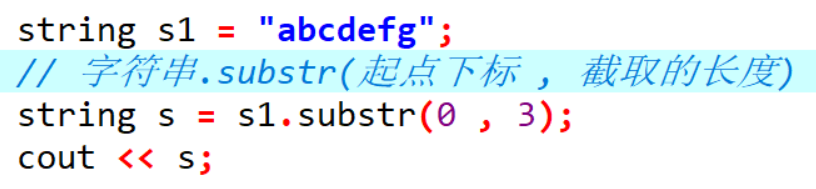 string s1 = "abcdefg";
// 字符串.substr(起点下标 , 截取的长度)
string s = s1.substr(0 , 3);
cout << s;